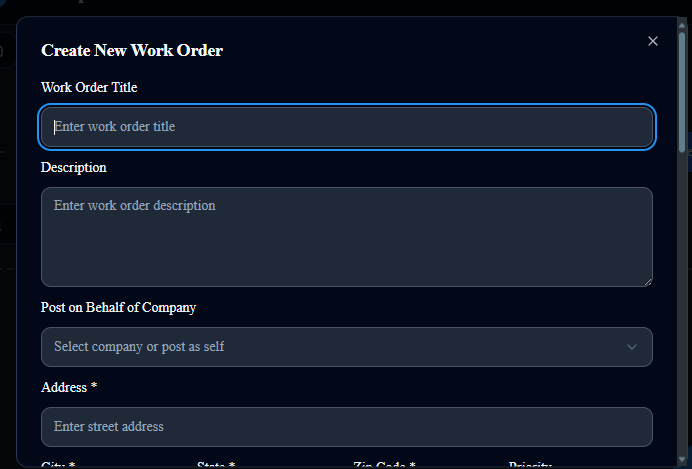 Create New Work Order
Work Order Title
Enter work order title
Description
Enter work order description
Post on Behalf of Company
Select company or post as self
Address *
Enter street address
City * State * Zip Code * Priority